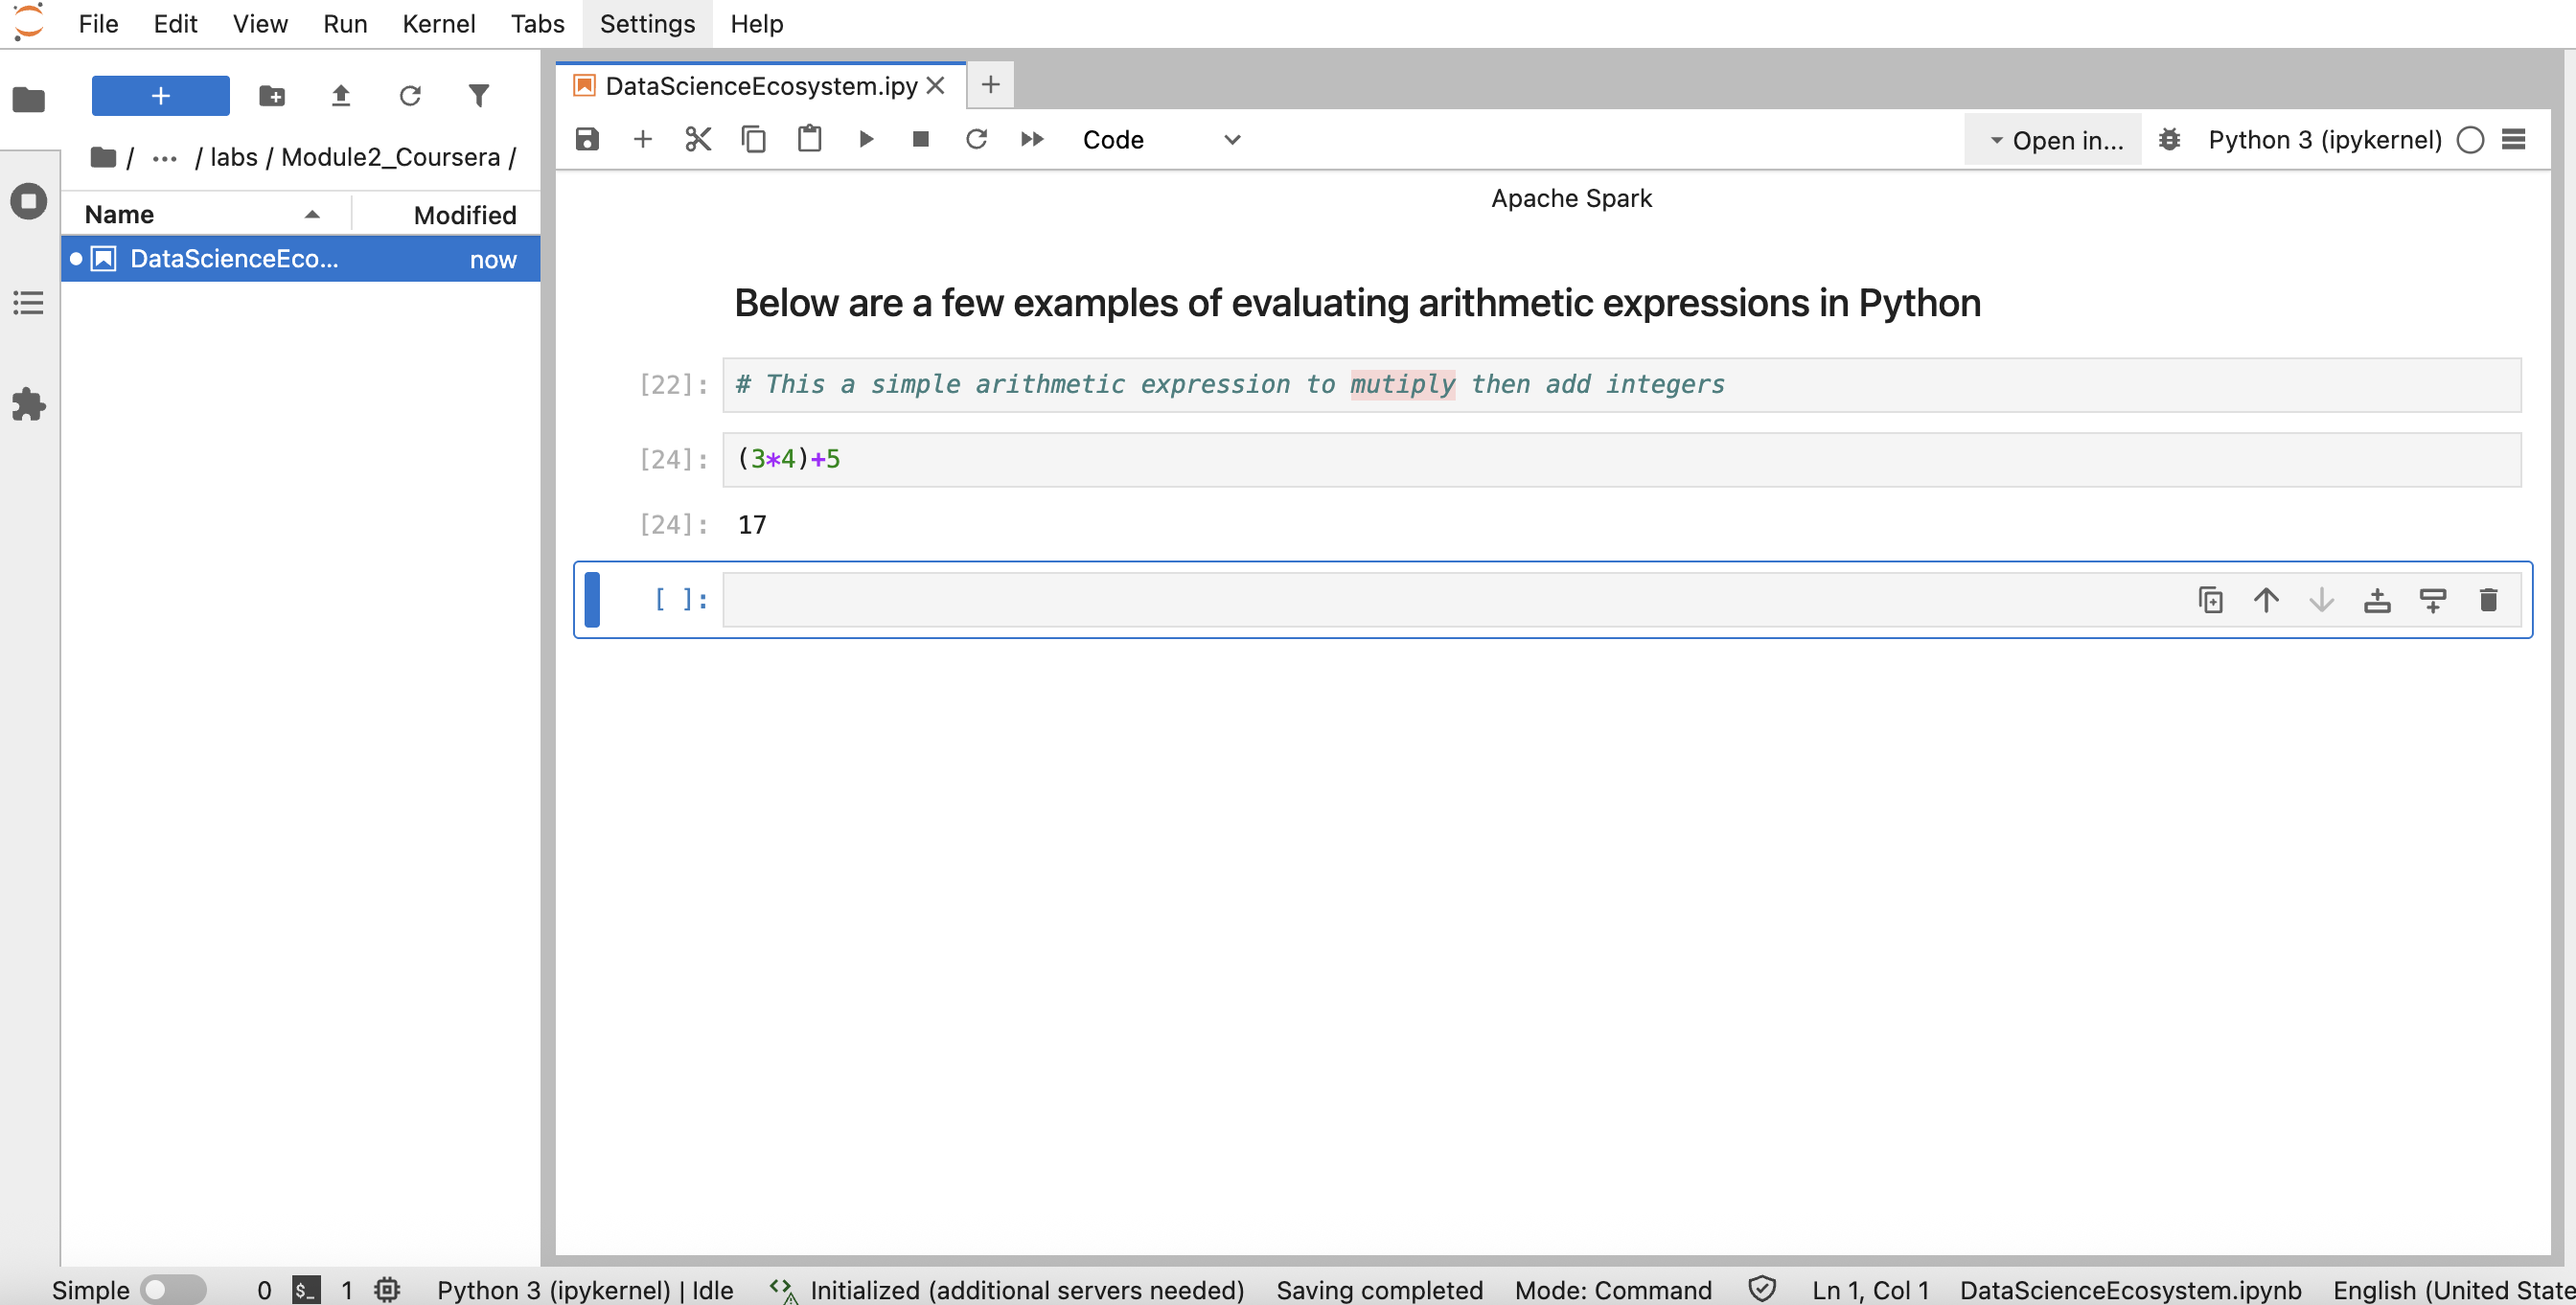 File Edit View Run Kernel Tabs Settings Help
DataScienceEcosystem.ipy
/ ... / labs / Module2_Coursera /
Code
Open in...
Python 3 (ipykernel)
Name Modified
DataScienceEco... now
Apache Spark
Below are a few examples of evaluating arithmetic expressions in Python
[22]: # This a simple arithmetic expression to mutiply then add integers
[24]: (3*4)+5
[24]: 17
[ ]:
Simple 0 $_ 1 Python 3 (ipykernel) | Idle Initialized (additional servers needed) Saving completed Mode: Command Ln 1, Col 1 DataScienceEcosystem.ipynb English (United State